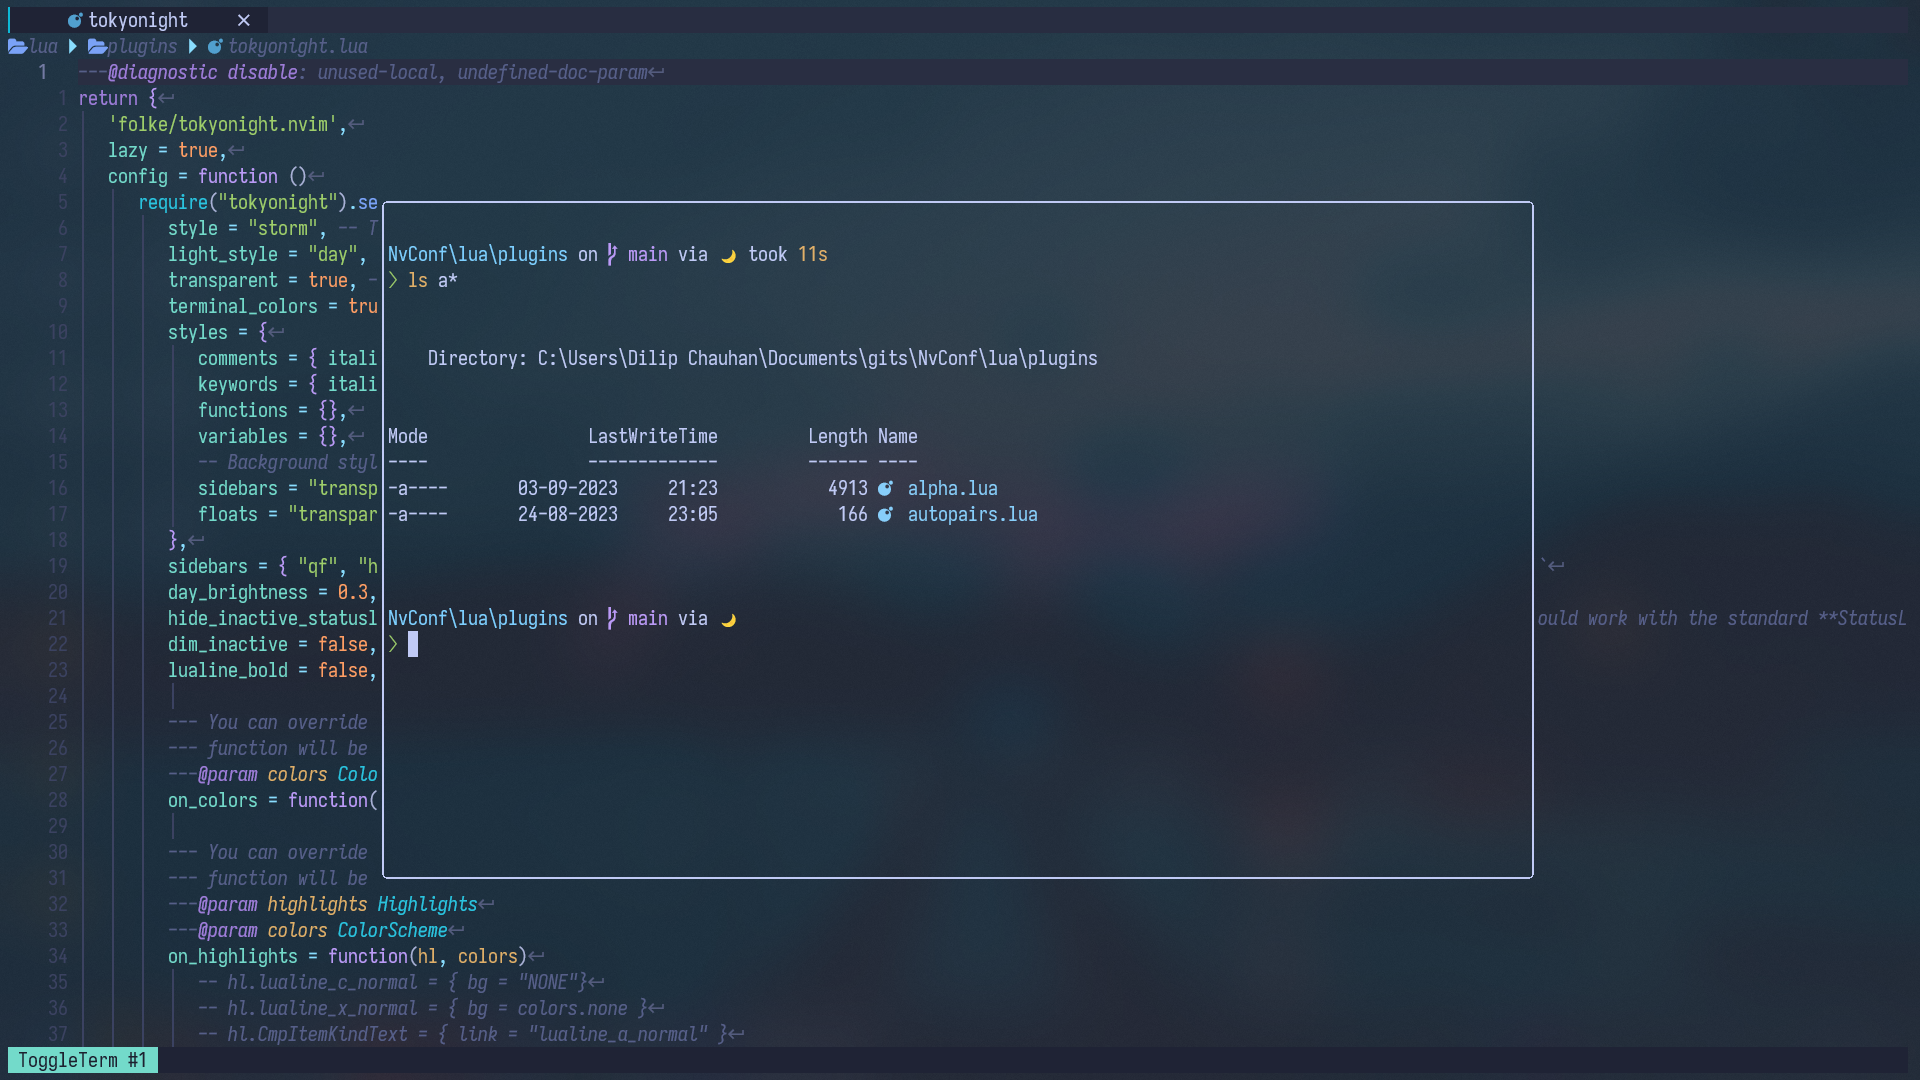 tokyonight ×
lua plugins tokyonight.lua
1 ---@diagnostic disable: unused-local, undefined-doc-param↵
1 return {↵
2 'folke/tokyonight.nvim',↵
3 lazy = true,↵
4 config = function ()↵
5 require("tokyonight").se
6 style = "storm", -- T
7 light_style = "day",
8 transparent = true, -
9 terminal_colors = tru
10 styles = {↵
11 comments = { itali
12 keywords = { itali
13 functions = {},↵
14 variables = {},↵
15 -- Background styl
16 sidebars = "transp
17 floats = "transpar
18 },↵
19 sidebars = { "qf", "h `↵
20 day_brightness = 0.3,
21 hide_inactive_statusl ould work with the standard **StatusL
22 dim_inactive = false,
23 lualine_bold = false,
24
25 --- You can override
26 --- function will be
27 ---@param colors Colo
28 on_colors = function(
29
30 --- You can override
31 --- function will be
32 ---@param highlights Highlights↵
33 ---@param colors ColorScheme↵
34 on_highlights = function(hl, colors)↵
35 -- hl.lualine_c_normal = { bg = "NONE"}↵
36 -- hl.lualine_x_normal = { bg = colors.none }↵
37 -- hl.CmpItemKindText = { link = "lualine_a_normal" }↵
NvConf\lua\plugins on main via 🌙 took 11s
❯ ls a*
Directory: C:\Users\Dilip Chauhan\Documents\gits\NvConf\lua\plugins
Mode LastWriteTime Length Name
---- ------------- ------ ----
-a---- 03-09-2023 21:23 4913 alpha.lua
-a---- 24-08-2023 23:05 166 autopairs.lua
NvConf\lua\plugins on main via 🌙
❯
ToggleTerm #1